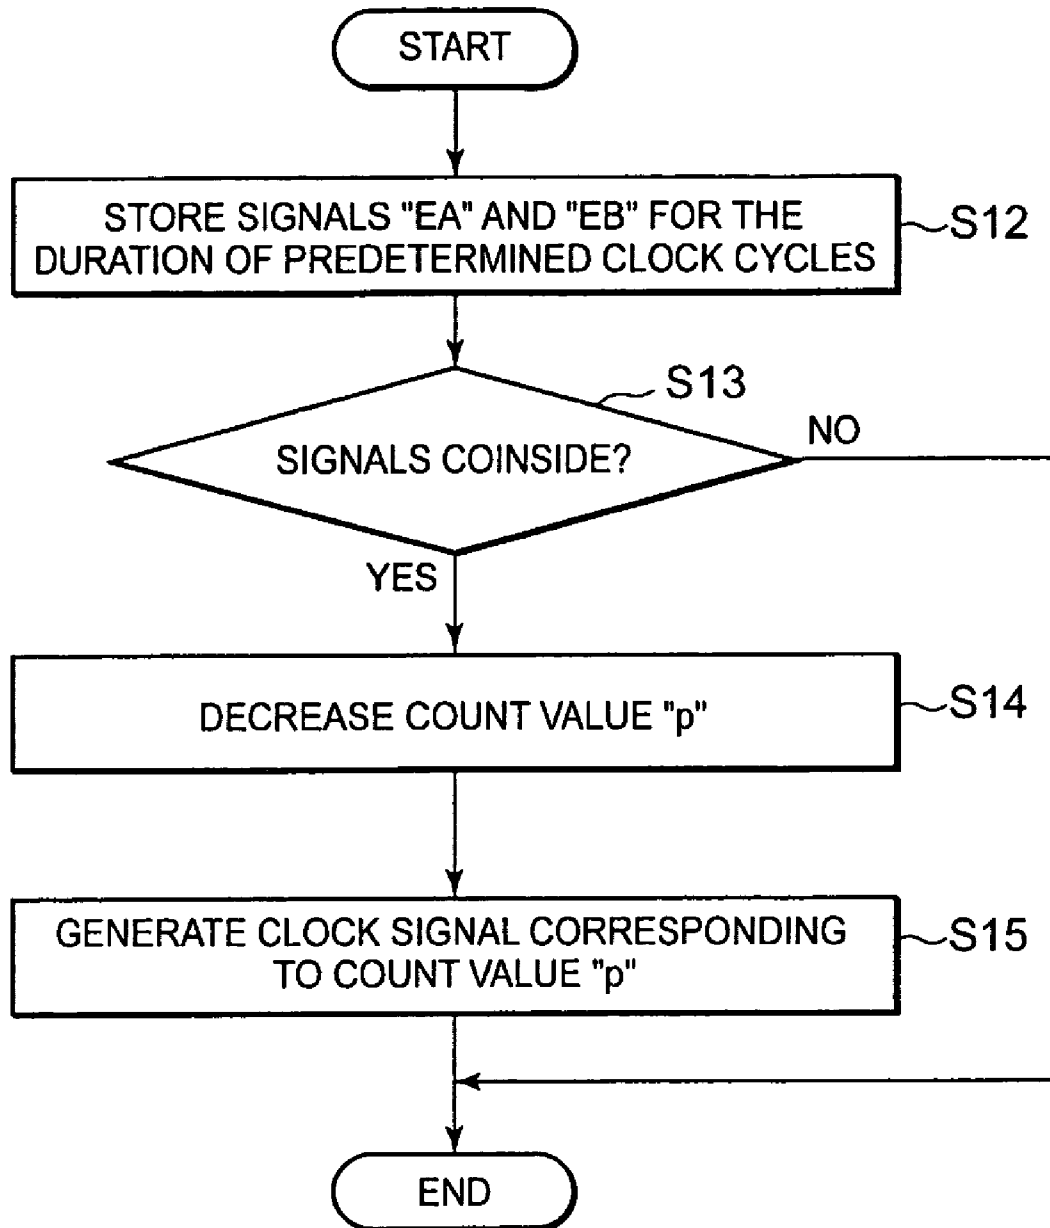 START
STORE SIGNALS "EA" AND "EB" FOR THE
DURATION OF PREDETERMINED CLOCK CYCLES
S12
S13
SIGNALS COINSIDE?
NO
YES
DECREASE COUNT VALUE "p"
S14
GENERATE CLOCK SIGNAL CORRESPONDING
TO COUNT VALUE "p"
S15
END